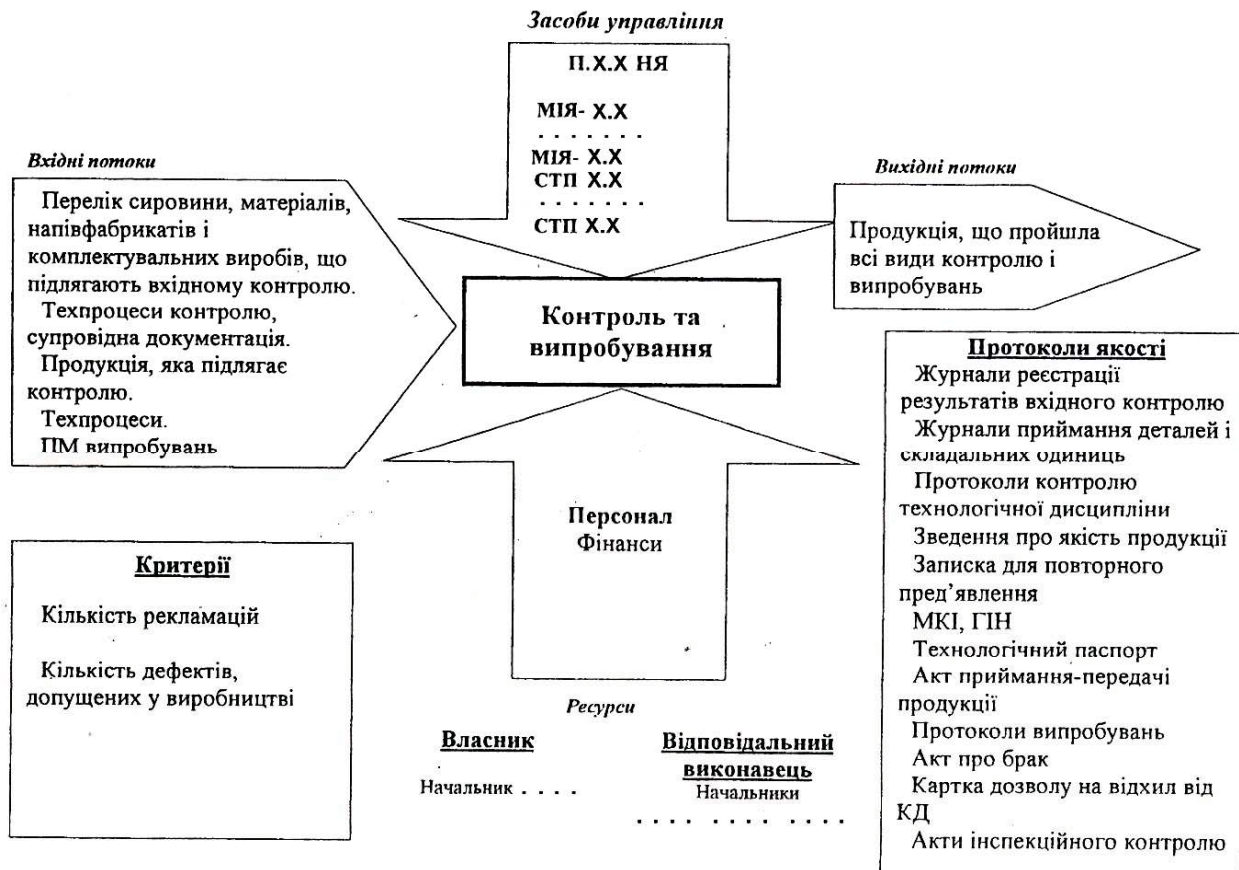 Засоби управління
П.Х.Х НЯ
МІЯ- Х.Х
. . . . . . .
МІЯ- Х.Х
СТП Х.Х
. . . . . . .
СТП Х.Х
Вхідні потоки
Перелік сировини, матеріалів,
напівфабрикатів і
комплектувальних виробів, що
підлягають вхідному контролю.
Техпроцеси контролю,
супровідна документація.
Продукція, яка підлягає
контролю.
Техпроцеси.
ПМ випробувань
Контроль та
випробування
Вихідні потоки
Продукція, що пройшла
всі види контролю і
випробувань
Персонал
Фінанси
Ресурси
Критерії
Кількість рекламацій
Кількість дефектів,
допущених у виробництві
Власник
Начальник . . . .
Відповідальний
виконавець
Начальники
. . . . . . . . . . . . . .
Протоколи якості
Журнали реєстрації
результатів вхідного контролю
Журнали приймання деталей і
складальних одиниць
Протоколи контролю
технологічної дисципліни
Зведення про якість продукції
Записка для повторного
пред’явлення
МКІ, ГІН
Технологічний паспорт
Акт приймання-передачі
продукції
Протоколи випробувань
Акт про брак
Картка дозволу на відхил від
КД
Акти інспекційного контролю